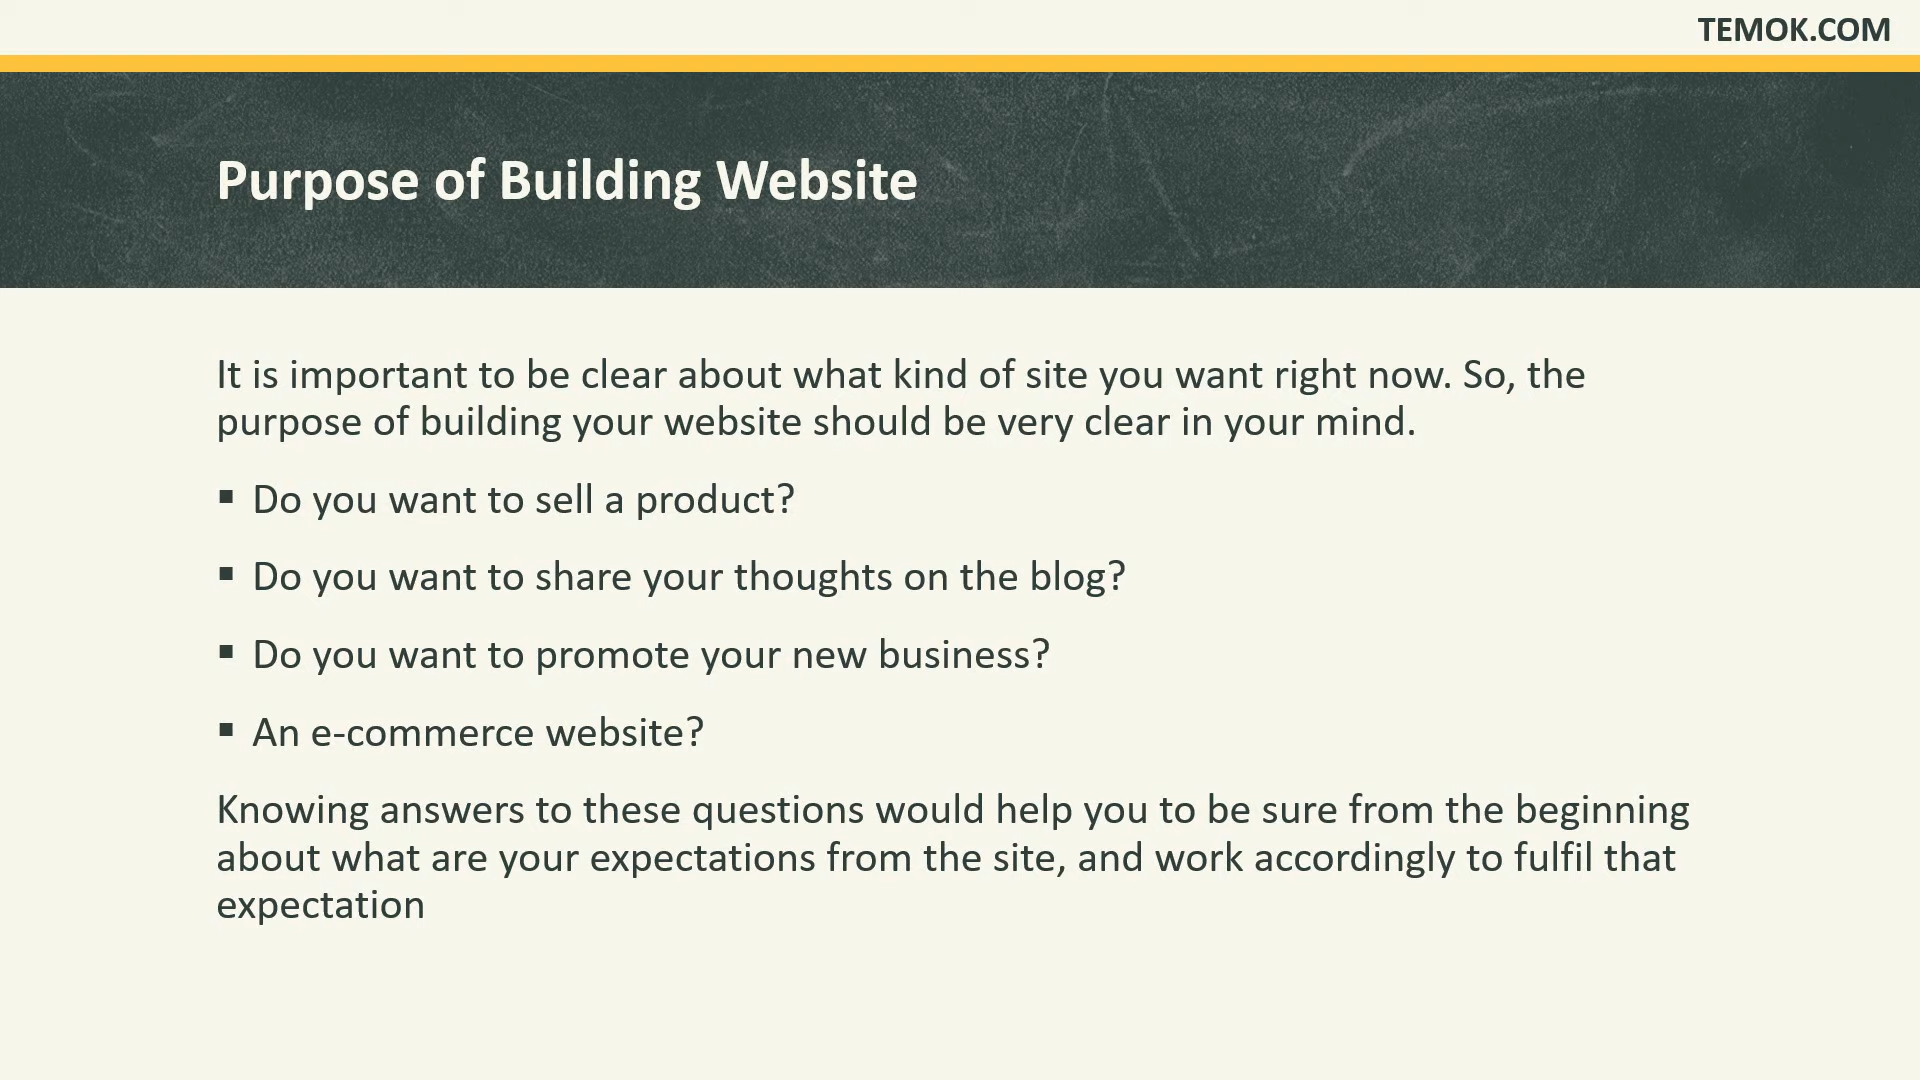 TEMOK.COM
Purpose of Building Website
It is important to be clear about what kind of site you want right now. So, the
purpose of building your website should be very clear in your mind.
▪ Do you want to sell a product?
▪ Do you want to share your thoughts on the blog?
▪ Do you want to promote your new business?
▪ An e-commerce website?
Knowing answers to these questions would help you to be sure from the beginning
about what are your expectations from the site, and work accordingly to fulfil that
expectation